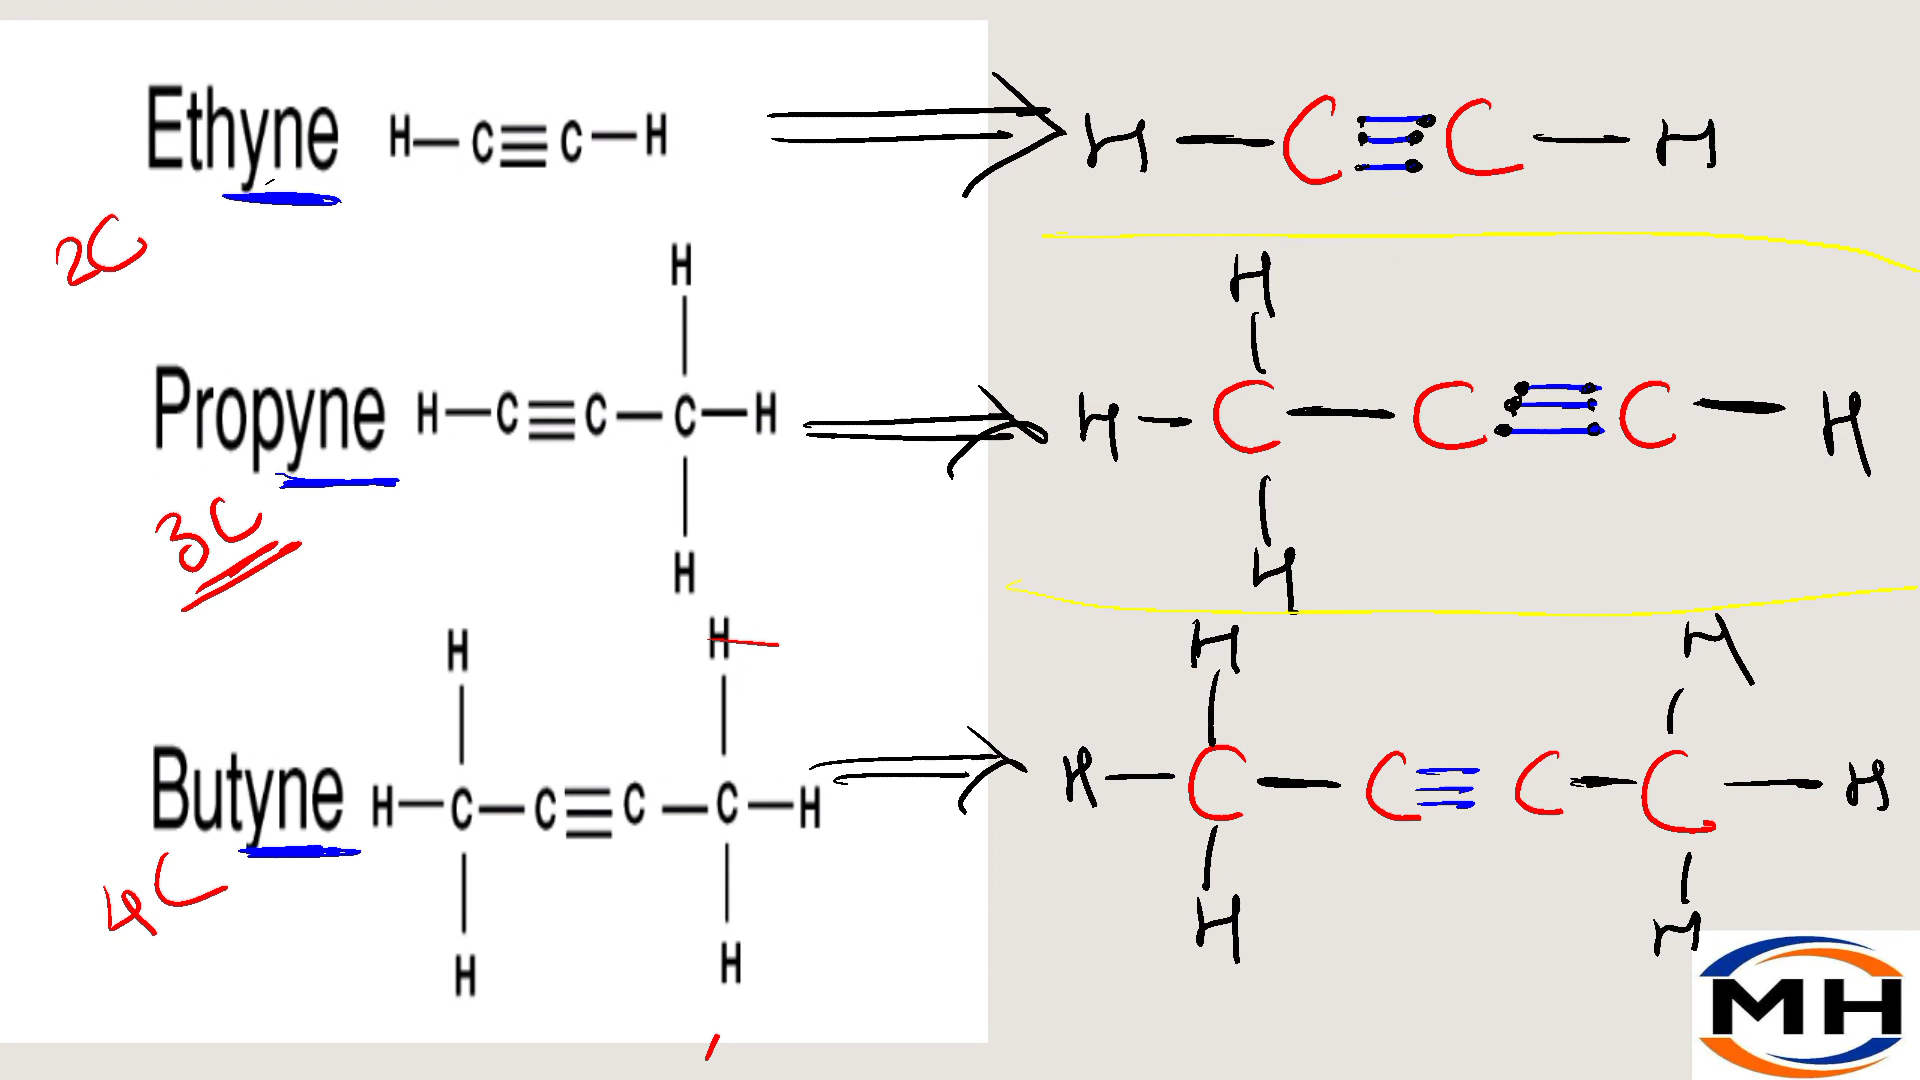 Ethyne H—C≡C—H
H—C≡C—H
2C
H
H
Propyne H—C≡C—C—H
H—C—C≡C—H
H
H
3C
H H
H H
Butyne H—C—C≡C—C—H
H—C—C≡C—C—H
4C
H H
H H
MH